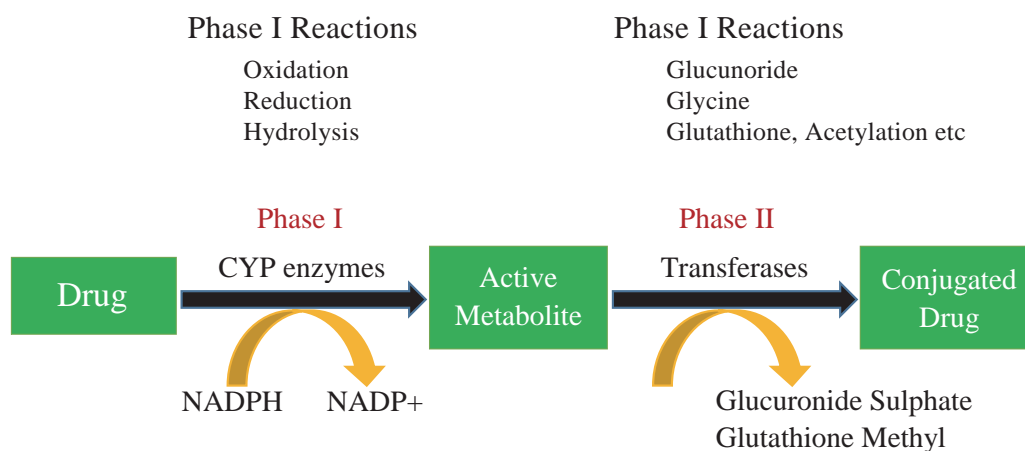 Phase I Reactions
Oxidation
Reduction
Hydrolysis
Phase I Reactions
Glucunoride
Glycine
Glutathione, Acetylation etc
Phase I
Phase II
Drug
CYP enzymes
Active
Metabolite
Transferases
Conjugated
Drug
NADPH
NADP+
Glucuronide Sulphate
Glutathione Methyl